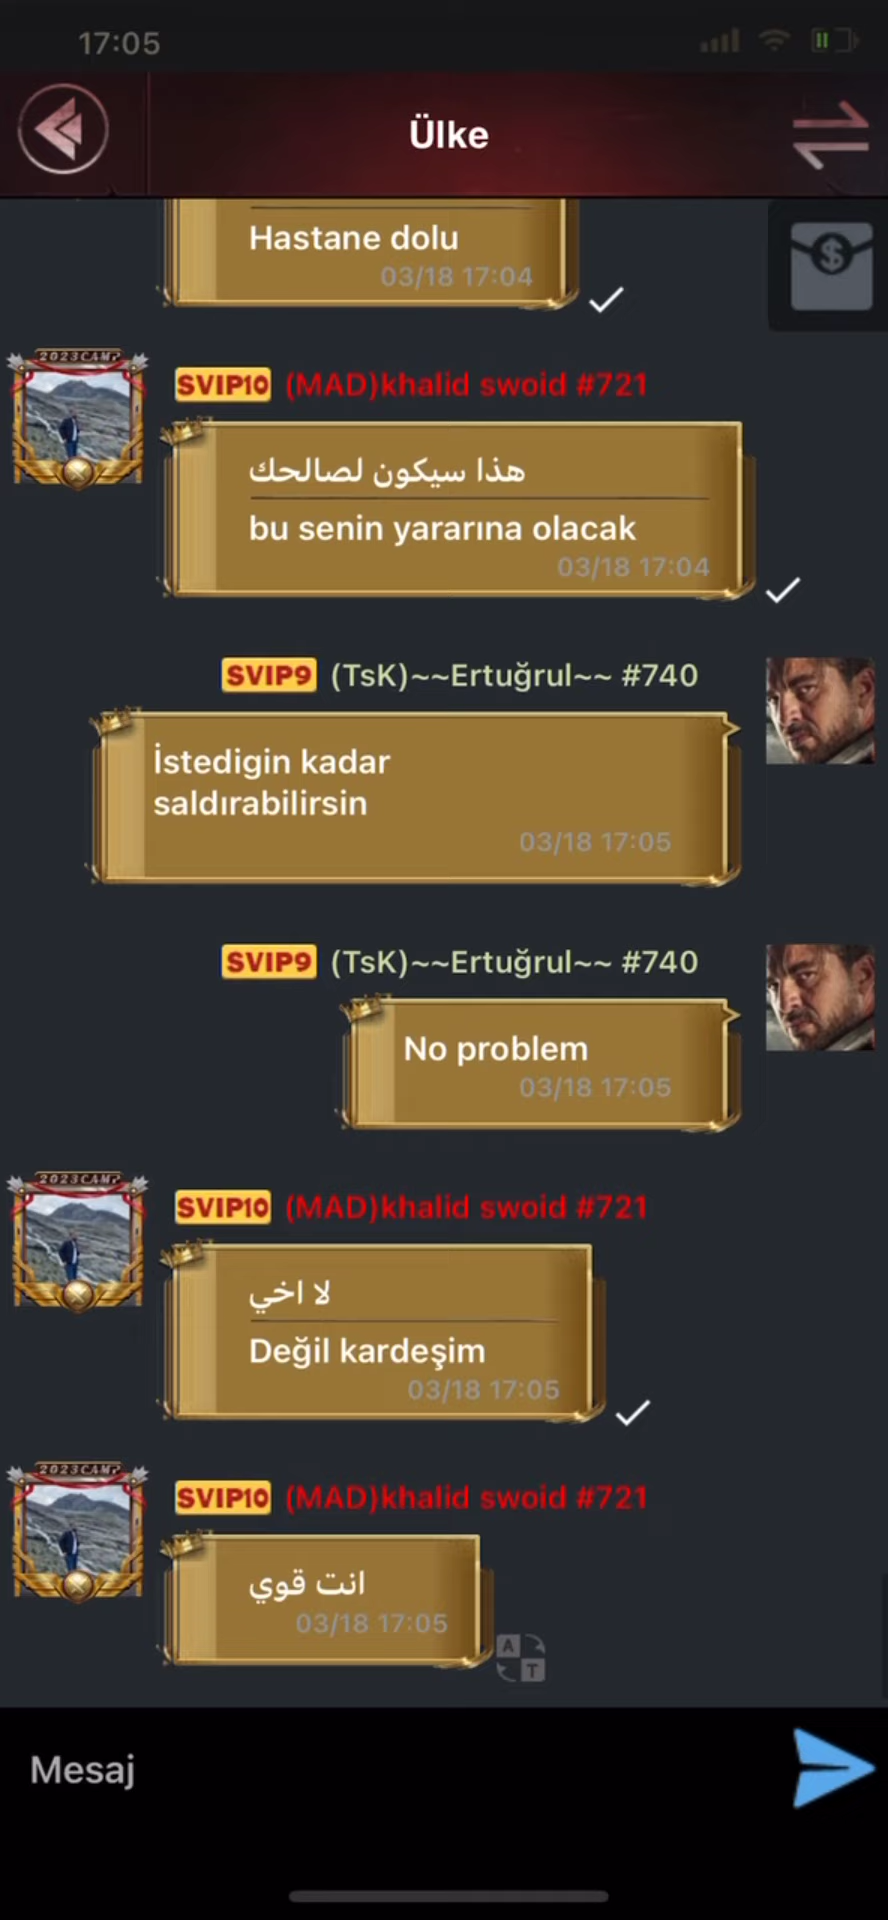 17:05
Ülke
Hastane dolu
03/18 17:04
2023CAMP
SVIP10 (MAD)khalid swoid #721
هذا سيكون لصالحك
bu senin yararına olacak
03/18 17:04
SVIP9 (TsK)~~Ertuğrul~~ #740
İstedigin kadar
saldırabilirsin
03/18 17:05
SVIP9 (TsK)~~Ertuğrul~~ #740
No problem
03/18 17:05
2023CAMP
SVIP10 (MAD)khalid swoid #721
لا اخي
Değil kardeşim
03/18 17:05
2023CAMP
SVIP10 (MAD)khalid swoid #721
انت قوي
03/18 17:05
A
T
Mesaj